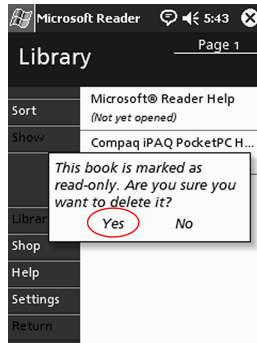 Microsoft Reader 5:43
Library
Page 1
Sort
Show
Microsoft® Reader Help
(Not yet opened)
Compaq iPAQ PocketPC H...
This book is marked as
read-only. Are you sure you
want to delete it?
Yes No
Librar
Shop
Help
Settings
Return